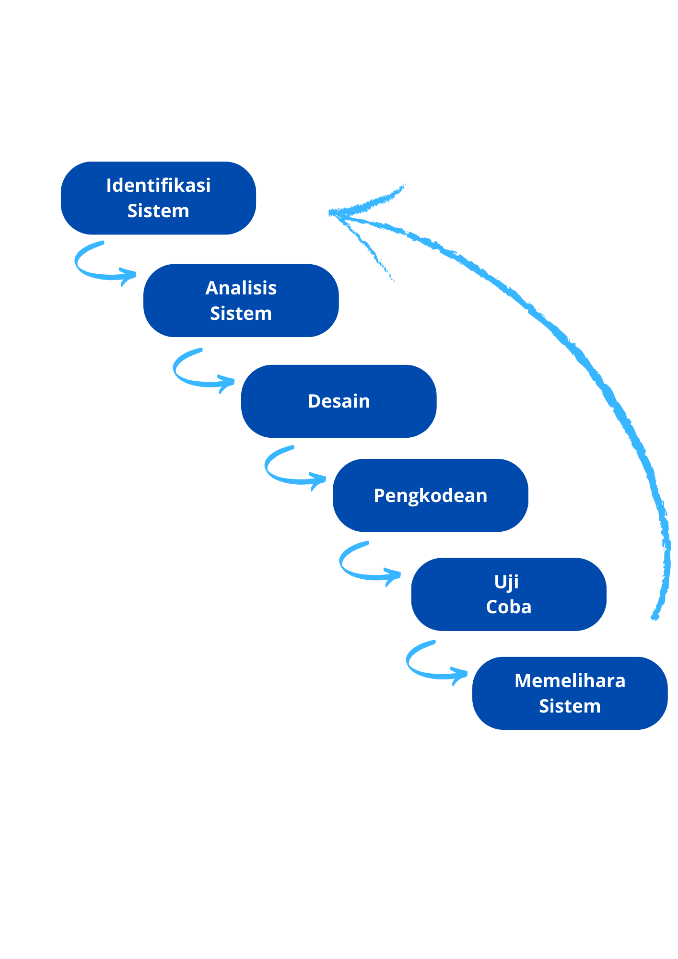 Identifikasi
Sistem
Analisis
Sistem
Desain
Pengkodean
Uji
Coba
Memelihara
Sistem